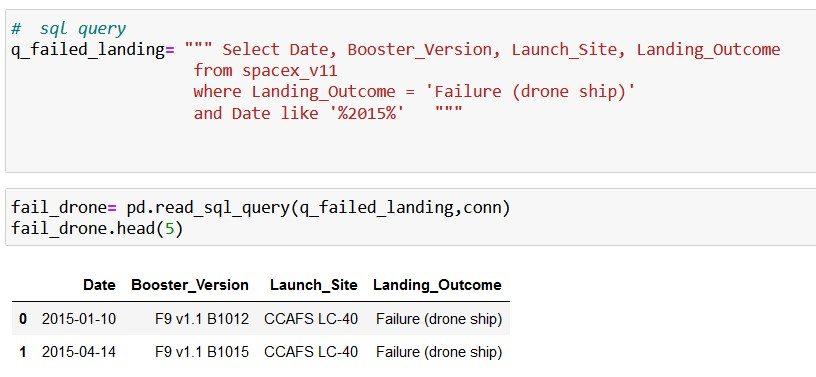 # sql query
q_failed_landing= """ Select Date, Booster_Version, Launch_Site, Landing_Outcome
from spacex_v11
where Landing_Outcome = 'Failure (drone ship)'
and Date like '%2015%' """
fail_drone= pd.read_sql_query(q_failed_landing,conn)
fail_drone.head(5)
Date Booster_Version Launch_Site Landing_Outcome
0 2015-01-10 F9 v1.1 B1012 CCAFS LC-40 Failure (drone ship)
1 2015-04-14 F9 v1.1 B1015 CCAFS LC-40 Failure (drone ship)